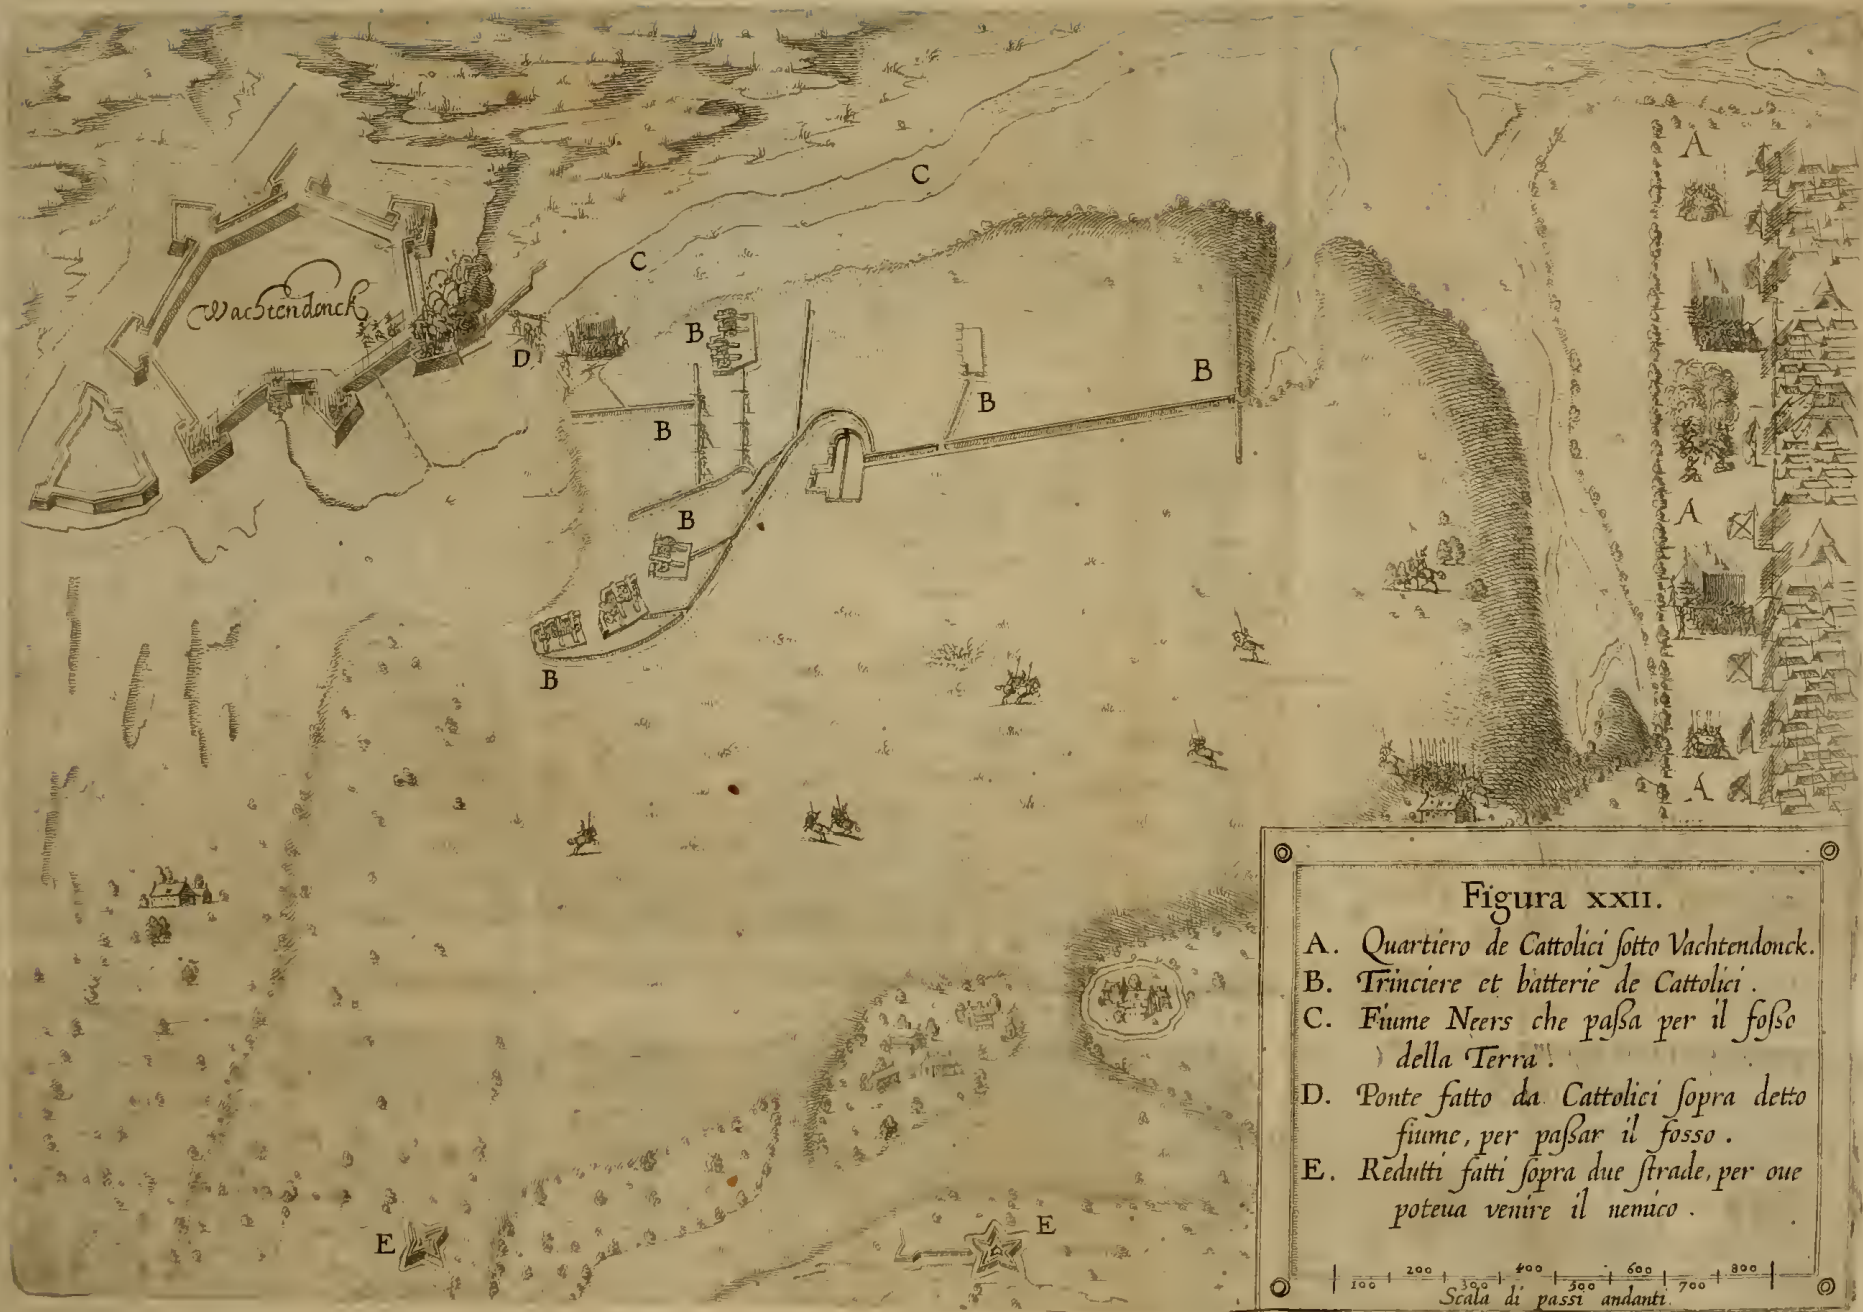 C
C
A
Wachtendonck
D
B
B
B
B
B
B
A
A
E
E
Figura XXII.
A. Quartiero de Cattolici ſotto Vachtendonck.
B. Trinciere et batterie de Cattolici.
C. Fiume Neers che paſsa per il foſso
della Terra.
D. Ponte fatto da Cattolici ſopra detto
fiume, per paſsar il fosso.
E. Redutti fatti ſopra due ſtrade, per oue
poteua venire il nemico.
100 200 300 400 500 600 700 800
Scala di passi andanti.